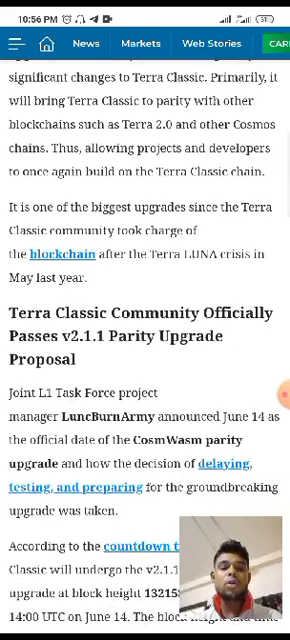 10:56 PM
51
News Markets Web Stories CAR
significant changes to Terra Classic. Primarily, it
will bring Terra Classic to parity with other
blockchains such as Terra 2.0 and other Cosmos
chains. Thus, allowing projects and developers
to once again build on the Terra Classic chain.
It is one of the biggest upgrades since the Terra
Classic community took charge of
the blockchain after the Terra LUNA crisis in
May last year.
Terra Classic Community Officially
Passes v2.1.1 Parity Upgrade
Proposal
Joint L1 Task Force project
manager LuncBurnArmy announced June 14 as
the official date of the CosmWasm parity
upgrade and how the decision of delaying,
testing, and preparing for the groundbreaking
upgrade was taken.
According to the countdown t
Classic will undergo the v2.1.1
upgrade at block height 13215
14:00 UTC on June 14. The block height and time